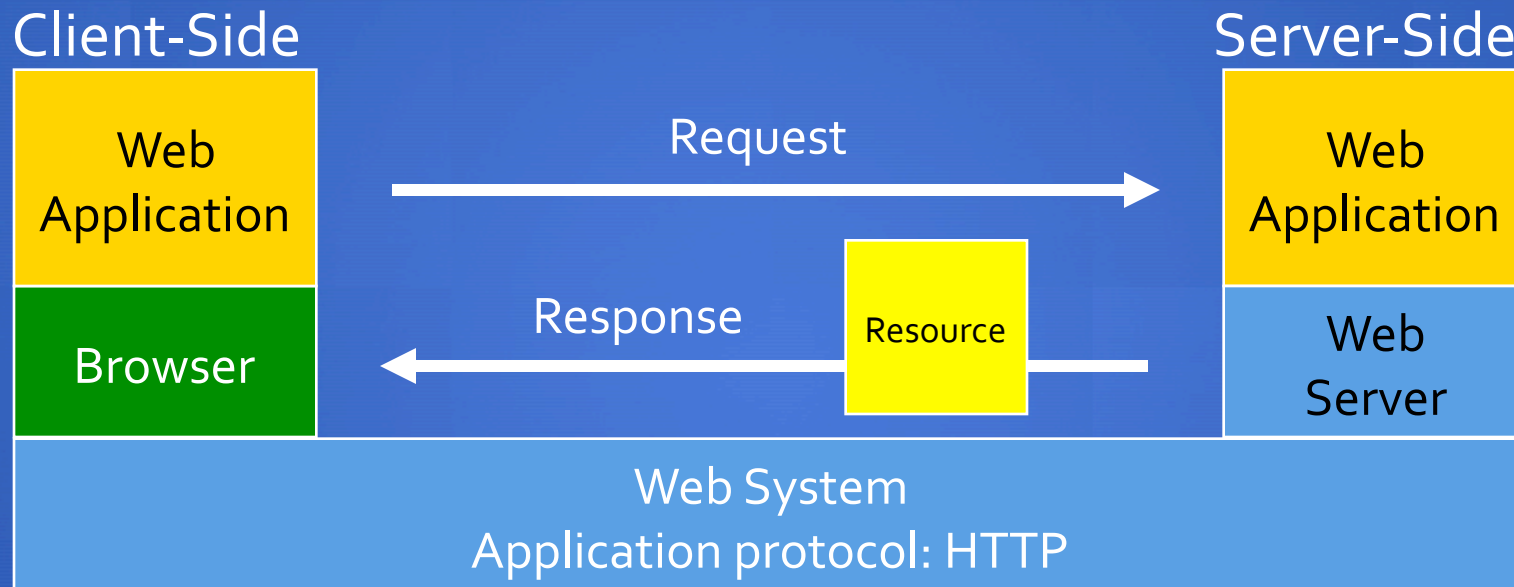 Client-Side
Server-Side
Web
Application
Request
Web
Application
Response
Resource
Browser
Web
Server
Web System
Application protocol: HTTP